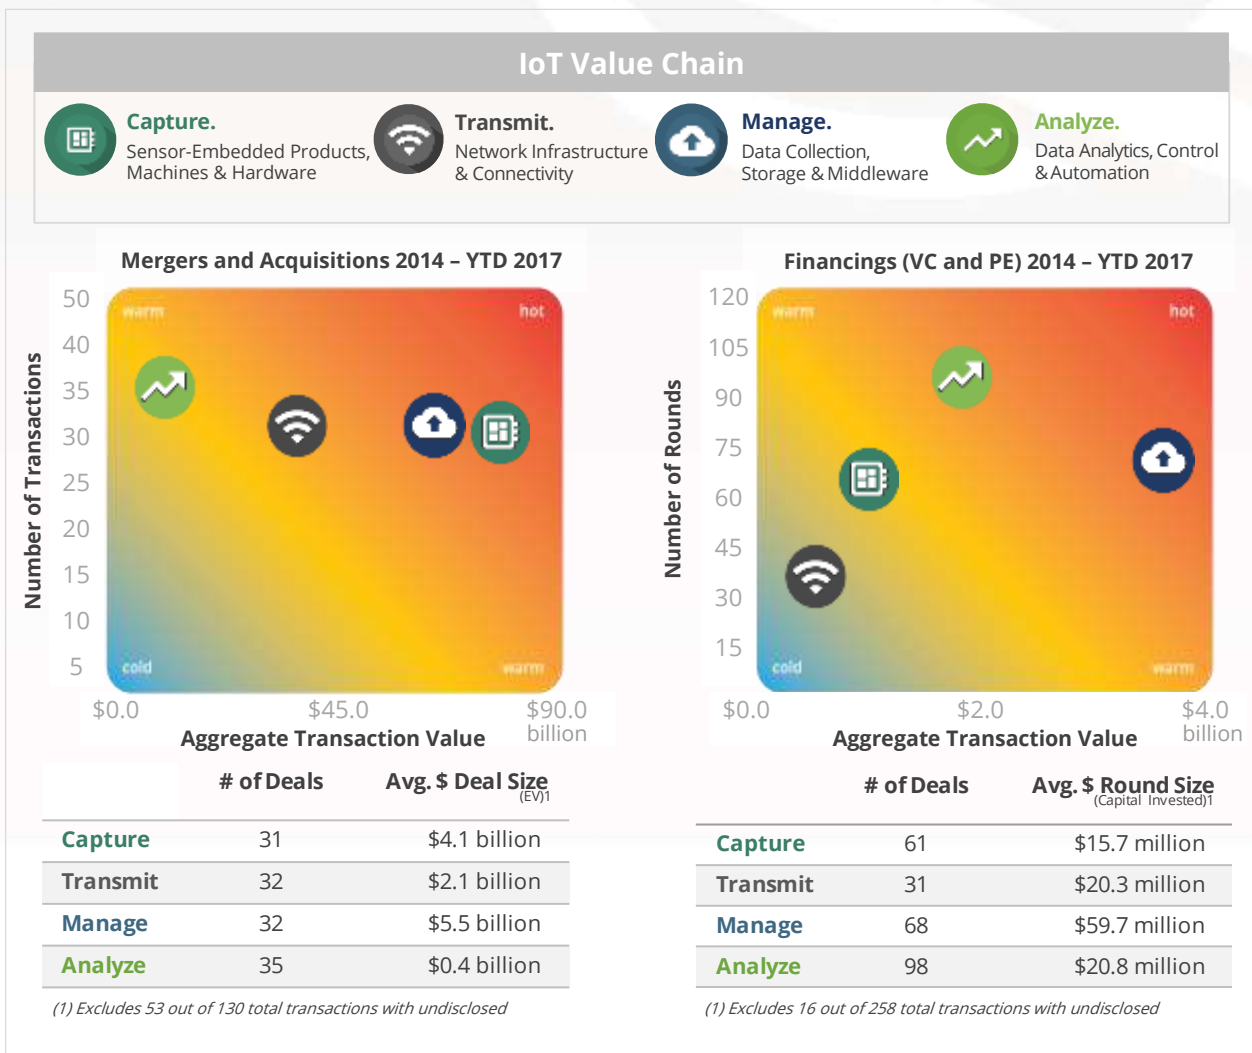 IoT Value Chain
Capture.
Sensor-Embedded Products,
Machines & Hardware
Transmit.
Network Infrastructure
& Connectivity
Manage.
Data Collection,
Storage & Middleware
Analyze.
Data Analytics, Control
& Automation
Mergers and Acquisitions 2014 – YTD 2017
Number of Transactions
50
40
35
30
25
20
15
10
5
warm
hot
cold
warm
$0.0
$45.0
$90.0
billion
Aggregate Transaction Value
# of Deals
Avg. $ Deal Size
(EV)1
Capture 31 $4.1 billion
Transmit 32 $2.1 billion
Manage 32 $5.5 billion
Analyze 35 $0.4 billion
(1) Excludes 53 out of 130 total transactions with undisclosed
Financings (VC and PE) 2014 – YTD 2017
Number of Rounds
120
105
90
75
60
45
30
15
warm
hot
cold
warm
$0.0
$2.0
$4.0
billion
Aggregate Transaction Value
# of Deals
Avg. $ Round Size
(Capital Invested)1
Capture 61 $15.7 million
Transmit 31 $20.3 million
Manage 68 $59.7 million
Analyze 98 $20.8 million
(1) Excludes 16 out of 258 total transactions with undisclosed